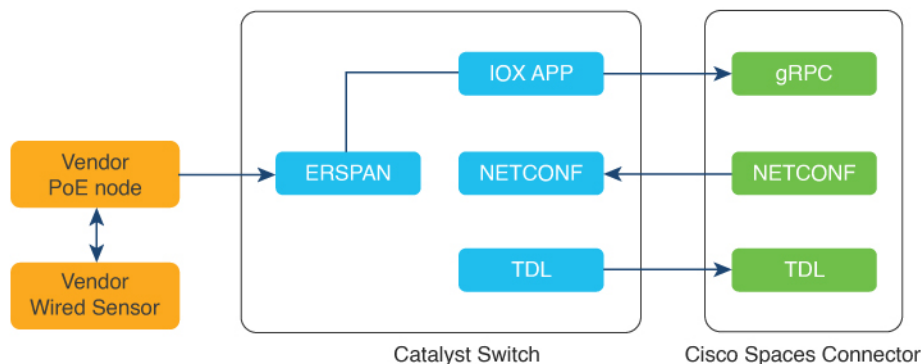 IOX APP
gRPC
Vendor
PoE node
ERSPAN
NETCONF
NETCONF
Vendor
Wired Sensor
TDL
TDL
Catalyst Switch
Cisco Spaces Connector